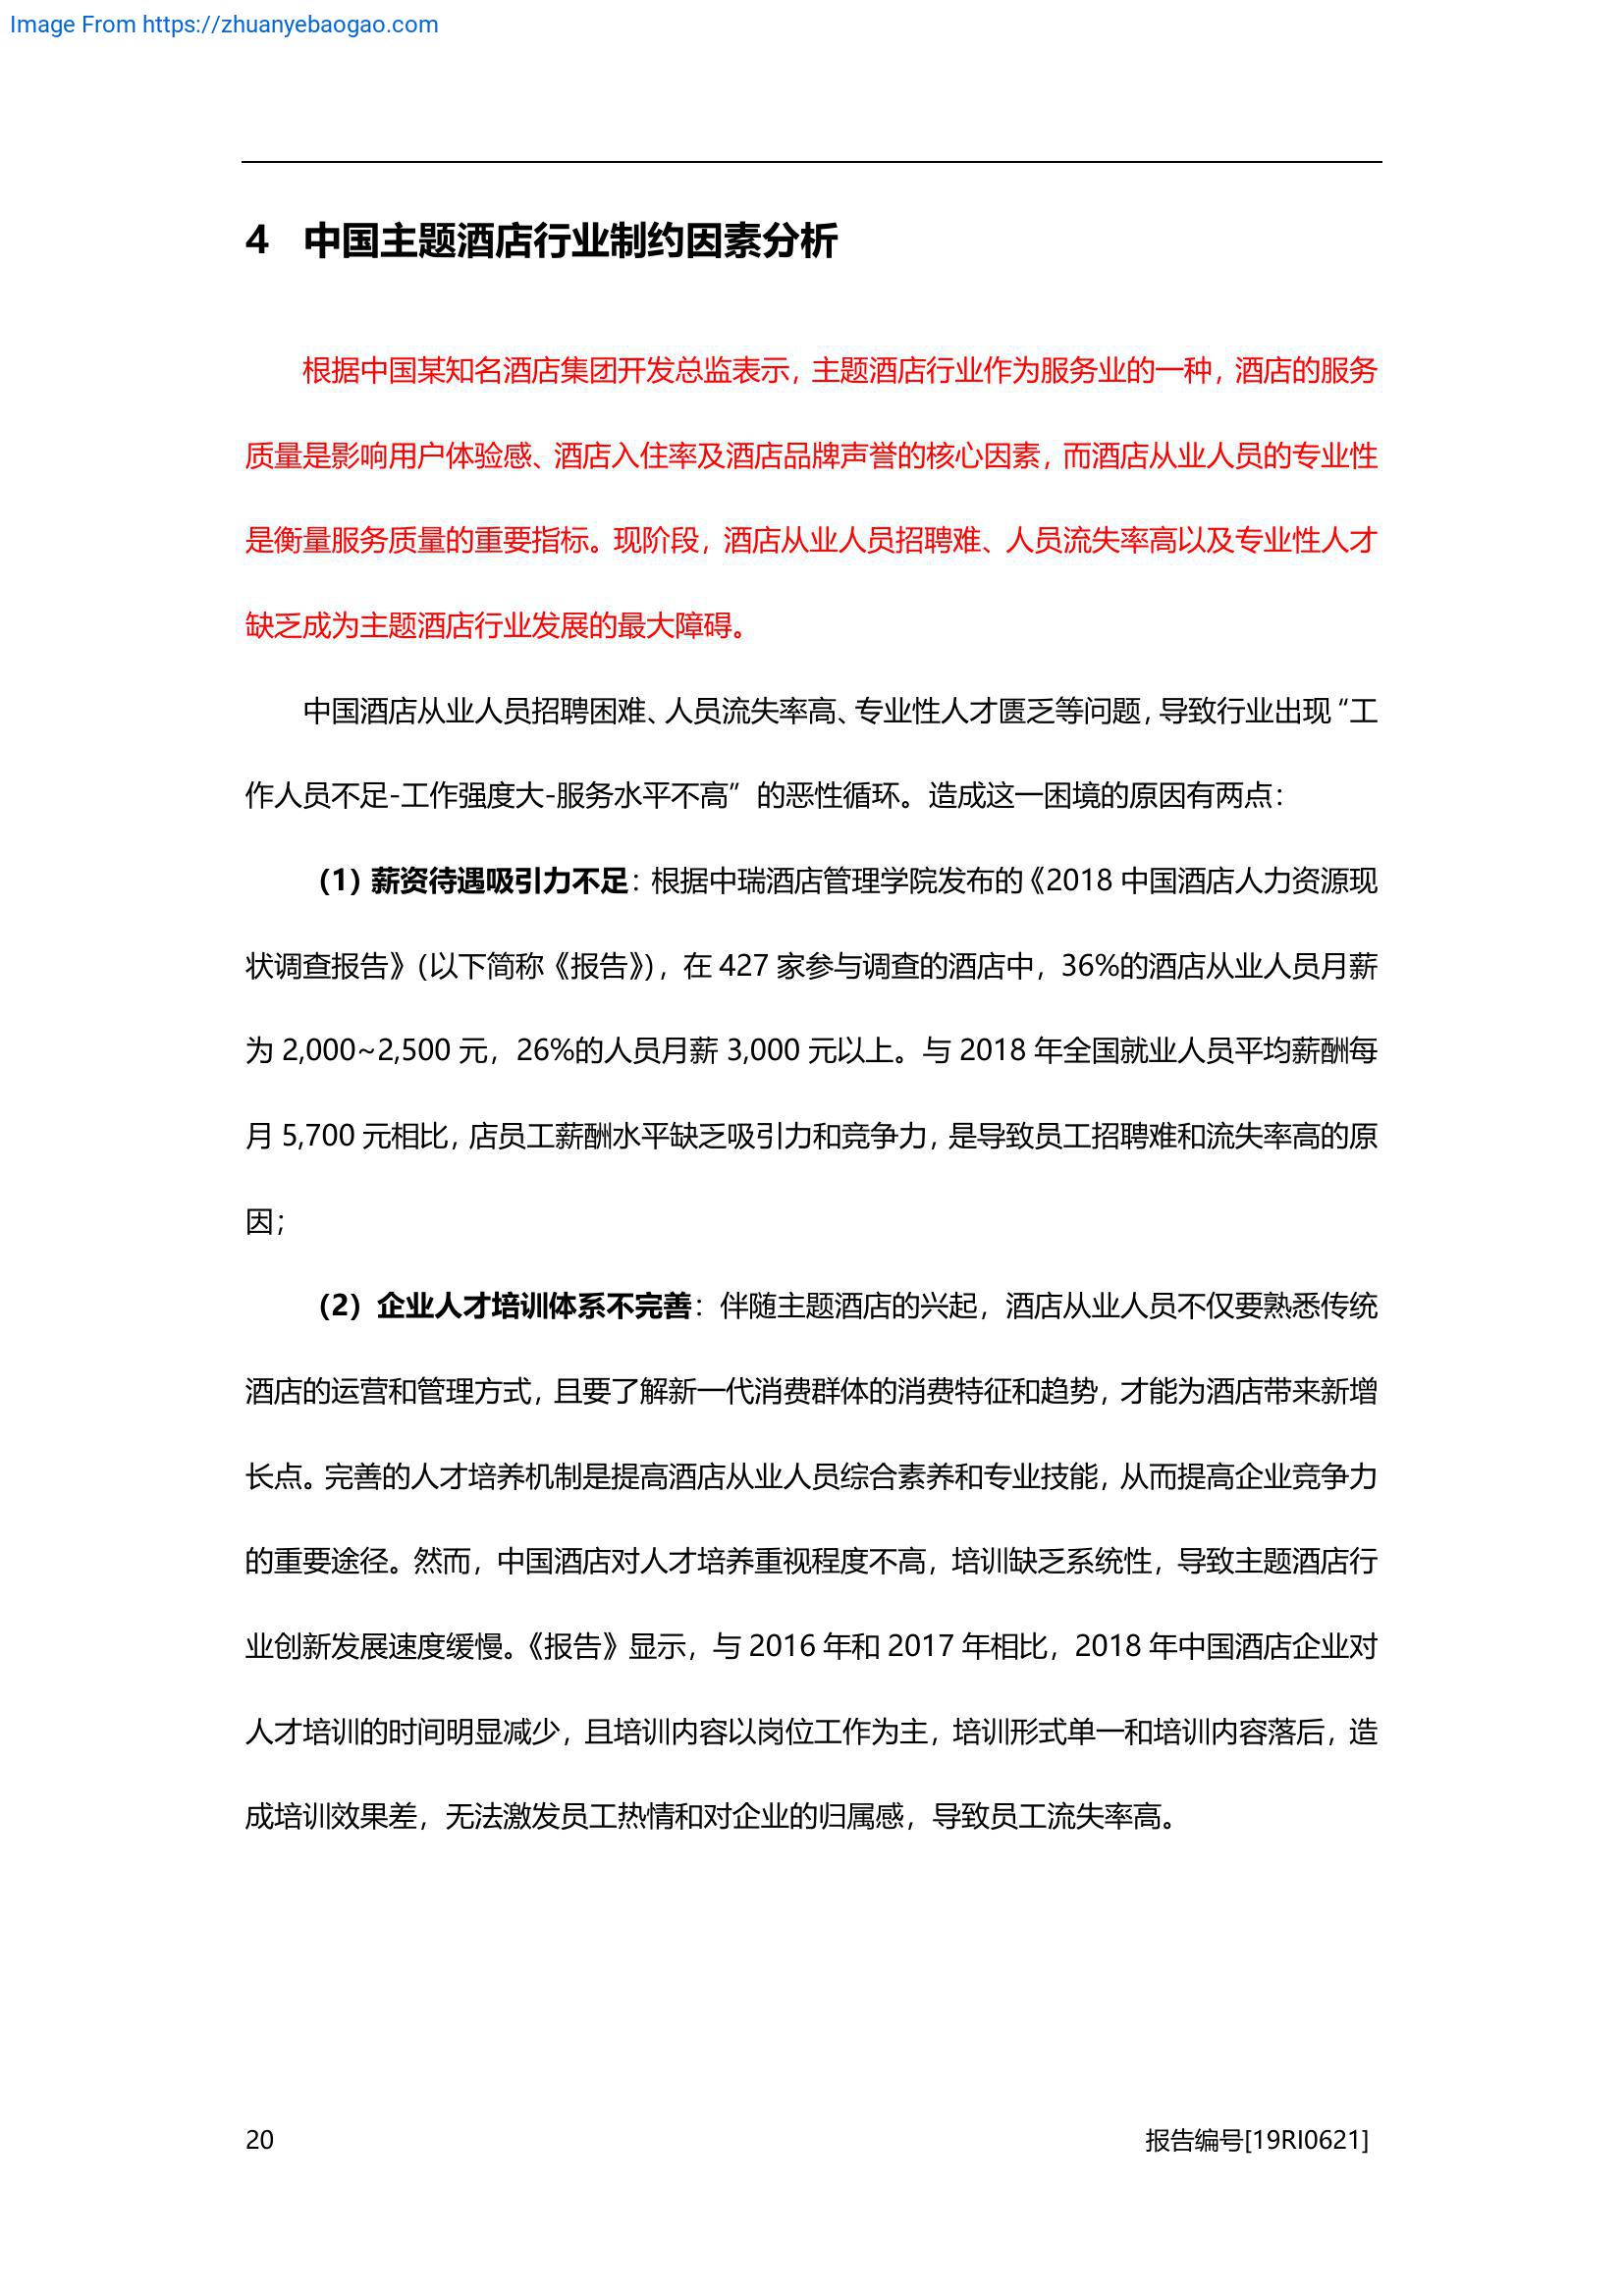 Image From https://zhuanyebaogao.com
4 中国主题酒店行业制约因素分析
根据中国某知名酒店集团开发总监表示，主题酒店行业作为服务业的一种，酒店的服务
质量是影响用户体验感、酒店入住率及酒店品牌声誉的核心因素，而酒店从业人员的专业性
是衡量服务质量的重要指标。现阶段，酒店从业人员招聘难、人员流失率高以及专业性人才
缺乏成为主题酒店行业发展的最大障碍。
中国酒店从业人员招聘困难、人员流失率高、专业性人才匮乏等问题，导致行业出现“工
作人员不足-工作强度大-服务水平不高”的恶性循环。造成这一困境的原因有两点：
（1）薪资待遇吸引力不足：根据中瑞酒店管理学院发布的《2018 中国酒店人力资源现
状调查报告》（以下简称《报告》），在 427 家参与调查的酒店中，36%的酒店从业人员月薪
为 2,000~2,500 元，26%的人员月薪 3,000 元以上。与 2018 年全国就业人员平均薪酬每
月 5,700 元相比，店员工薪酬水平缺乏吸引力和竞争力，是导致员工招聘难和流失率高的原
因；
（2）企业人才培训体系不完善：伴随主题酒店的兴起，酒店从业人员不仅要熟悉传统
酒店的运营和管理方式，且要了解新一代消费群体的消费特征和趋势，才能为酒店带来新增
长点。完善的人才培养机制是提高酒店从业人员综合素养和专业技能，从而提高企业竞争力
的重要途径。然而，中国酒店对人才培养重视程度不高，培训缺乏系统性，导致主题酒店行
业创新发展速度缓慢。《报告》显示，与 2016 年和 2017 年相比，2018 年中国酒店企业对
人才培训的时间明显减少，且培训内容以岗位工作为主，培训形式单一和培训内容落后，造
成培训效果差，无法激发员工热情和对企业的归属感，导致员工流失率高。
20 报告编号[19RI0621]